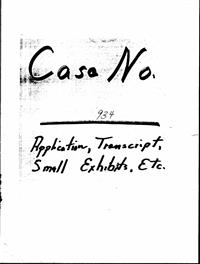 Case No.
934
Application, Transcript,
Small Exhibits, Etc.